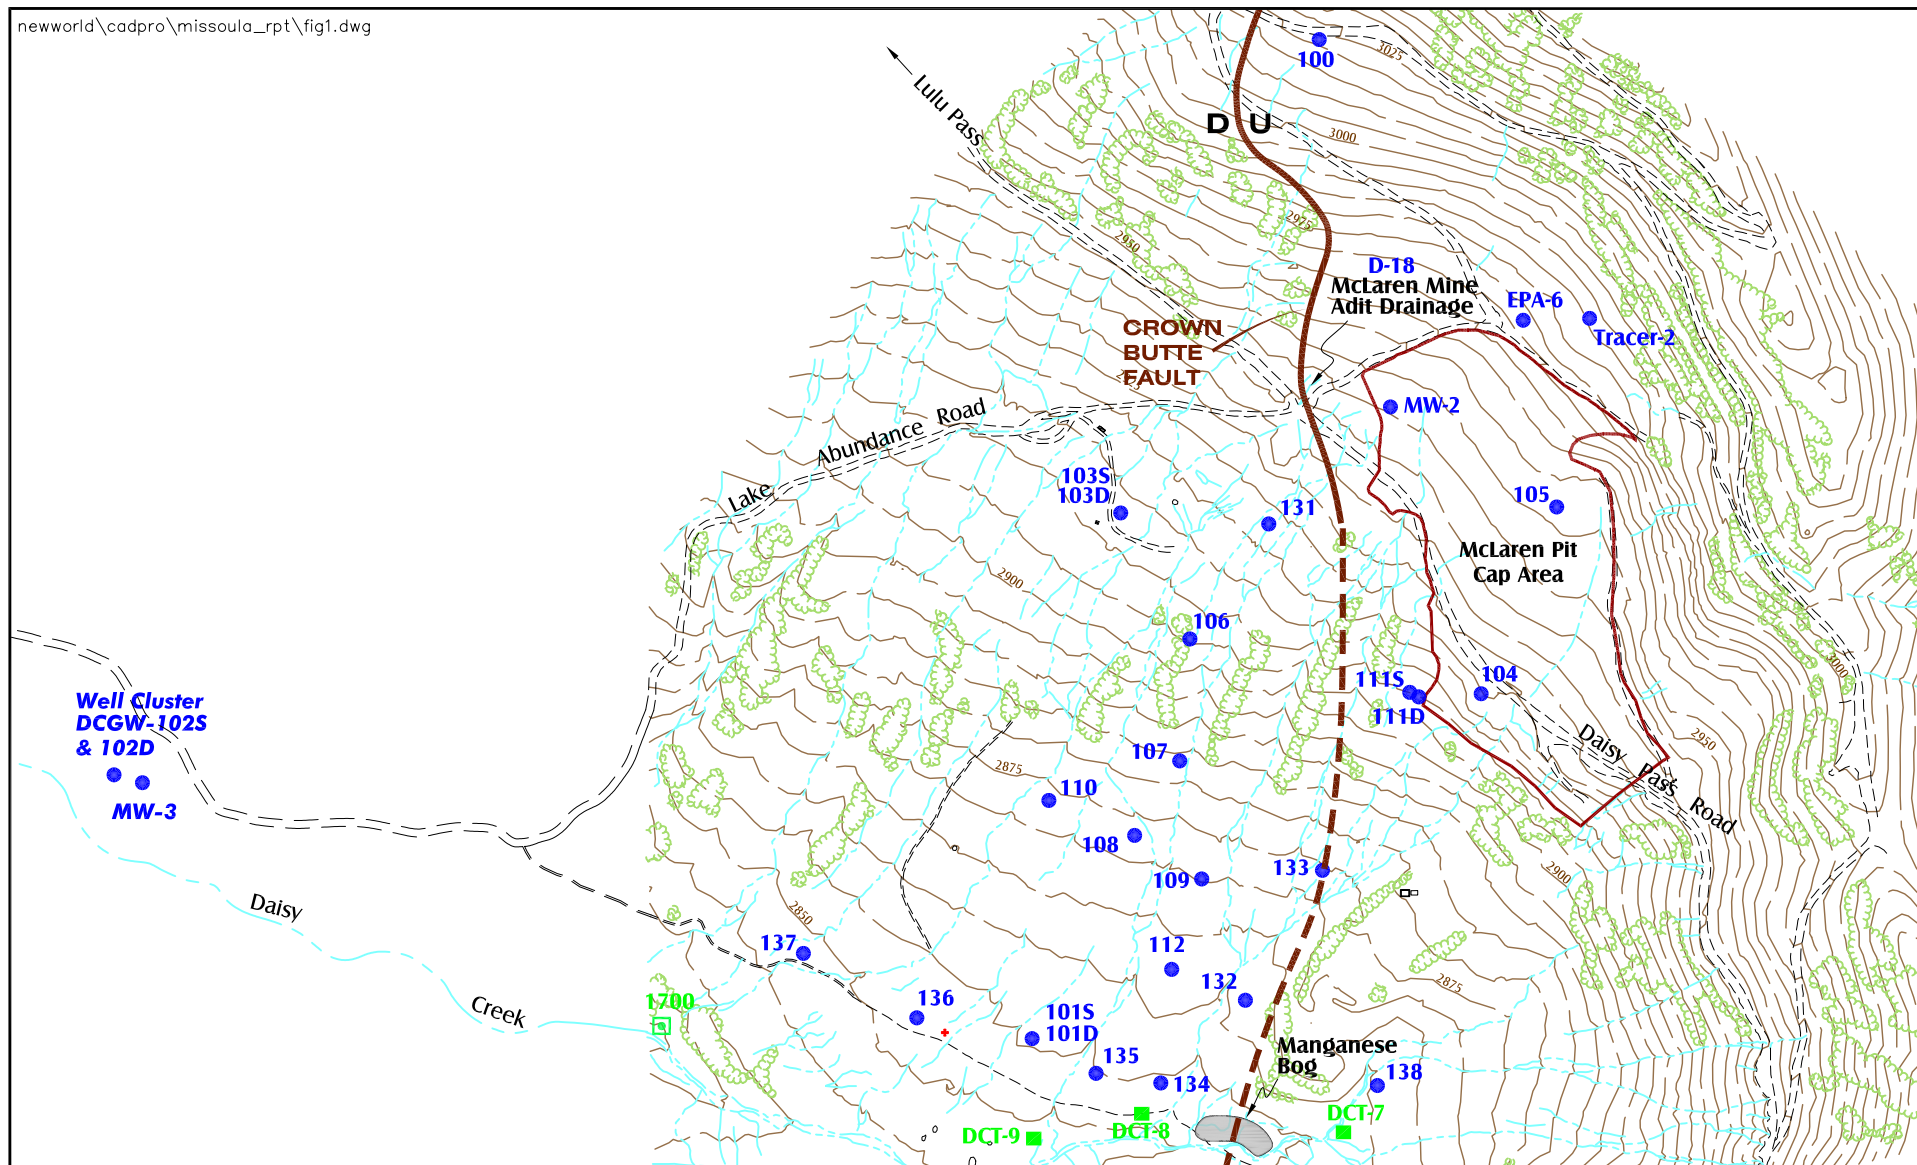 newworld\cadpro\missoula_rpt\fig1.dwg
Lulu Pass
100
3025
D U
3000
2975
2950
D-18
McLaren Mine
Adit Drainage
EPA-6
Tracer-2
CROWN
BUTTE
FAULT
MW-2
Lake Abundance Road
103S
103D
131
105
McLaren Pit
Cap Area
2900
106
111S
111D
104
3000
Well Cluster
DCGW-102S
& 102D
MW-3
Daisy Pass Road
2950
107
2875
110
108
109
133
2900
2850
137
112
132
2875
Daisy Creek
1700
136
101S
101D
135
134
Manganese
Bog
138
DCT-7
DCT-8
DCT-9